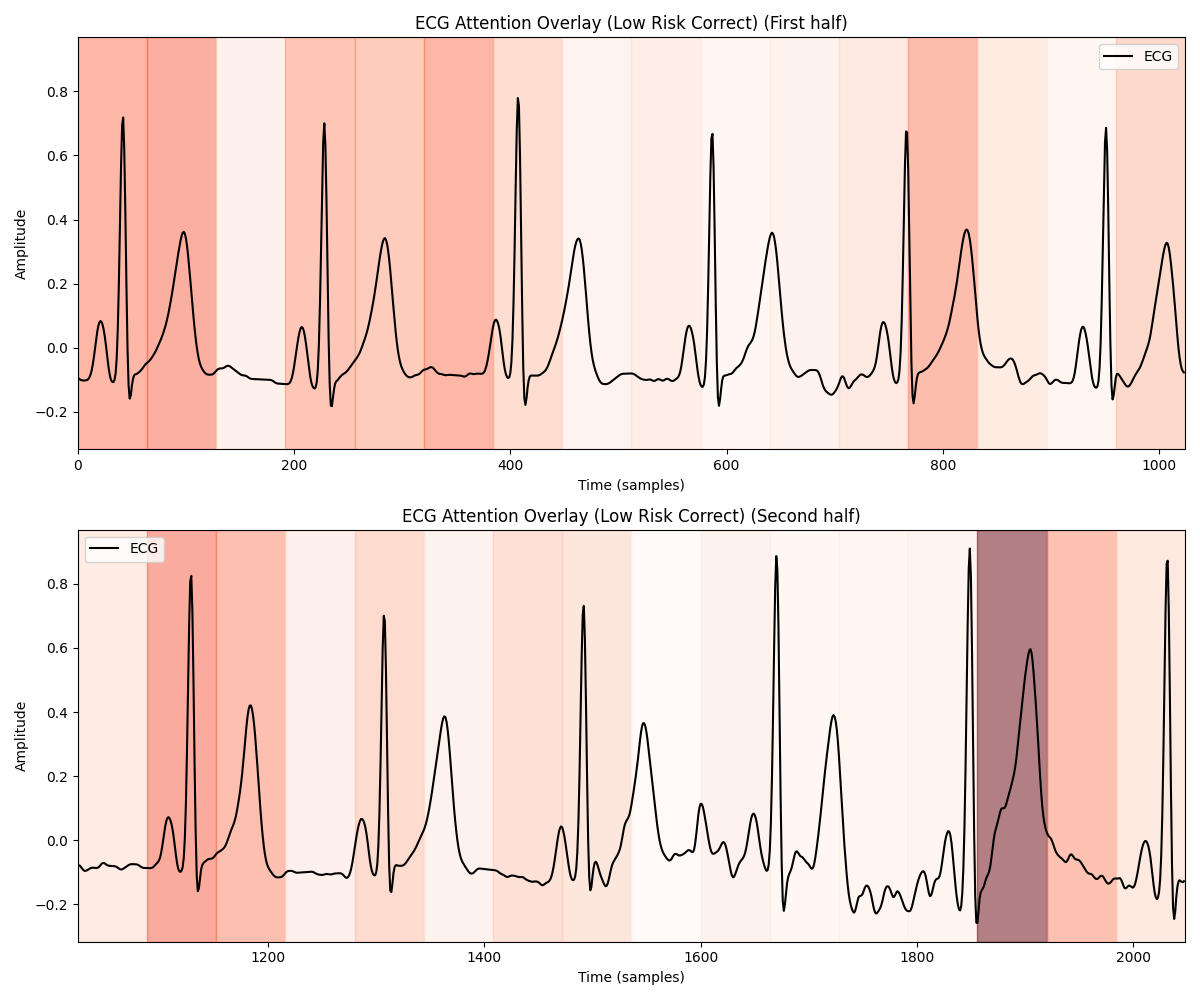 ECG Attention Overlay (Low Risk Correct) (First half)
ECG
Amplitude
0.8
0.6
0.4
0.2
0.0
−0.2
0 200 400 600 800 1000
Time (samples)
ECG Attention Overlay (Low Risk Correct) (Second half)
ECG
Amplitude
0.8
0.6
0.4
0.2
0.0
−0.2
1200 1400 1600 1800 2000
Time (samples)